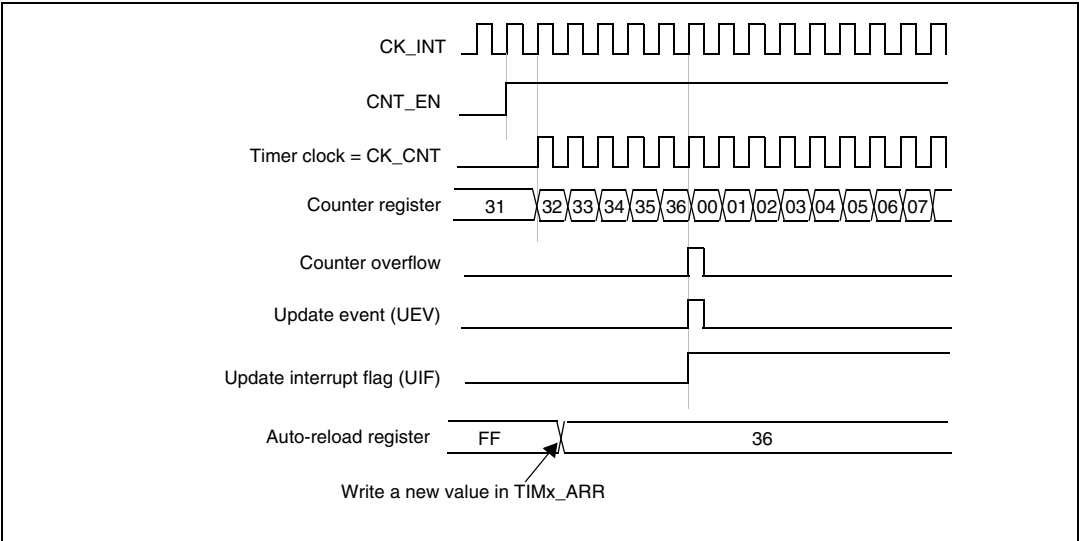 CK_INT
CNT_EN
Timer clock = CK_CNT
Counter register 31 32 33 34 35 36 00 01 02 03 04 05 06 07
Counter overflow
Update event (UEV)
Update interrupt flag (UIF)
Auto-reload register FF 36
Write a new value in TIMx_ARR